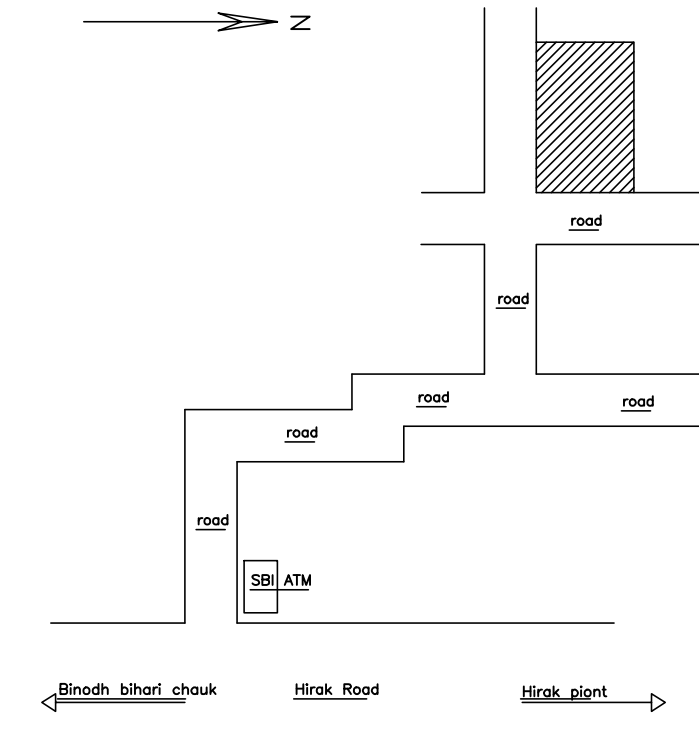 N
road
road
road
road
road
road
SBI ATM
Binodh bihari chauk
Hirak Road
Hirak piont